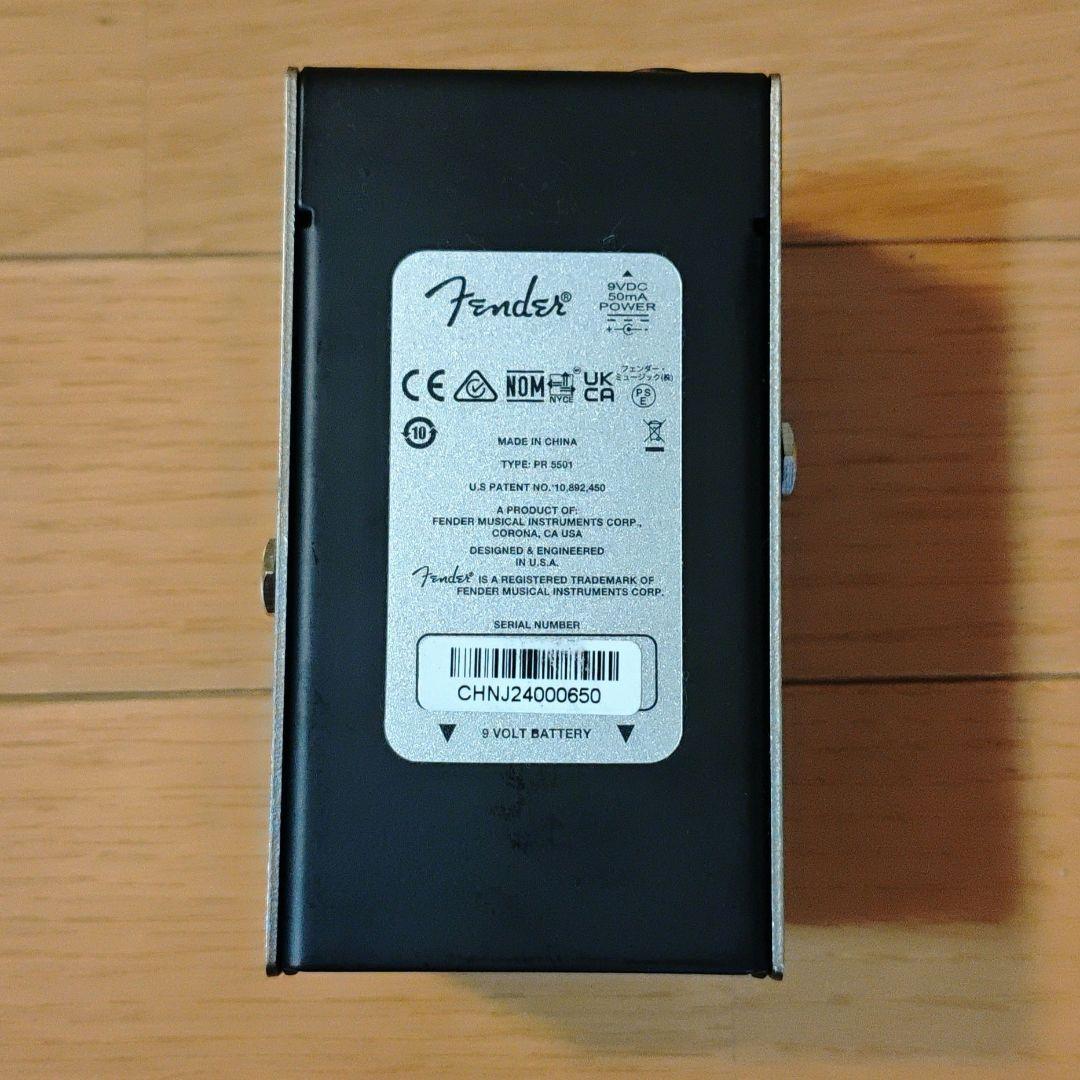 Fender®
9VDC
50mA
POWER
CE
NOM
NYCE
UK
CA
フェンダー・
ミュージック(株)
PS
E
10
MADE IN CHINA
TYPE: PR 5501
U.S PATENT NO. 10,892,450
A PRODUCT OF:
FENDER MUSICAL INSTRUMENTS CORP.,
CORONA, CA USA
DESIGNED & ENGINEERED
IN U.S.A.
Fender® IS A REGISTERED TRADEMARK OF
FENDER MUSICAL INSTRUMENTS CORP.
SERIAL NUMBER
CHNJ24000650
9 VOLT BATTERY